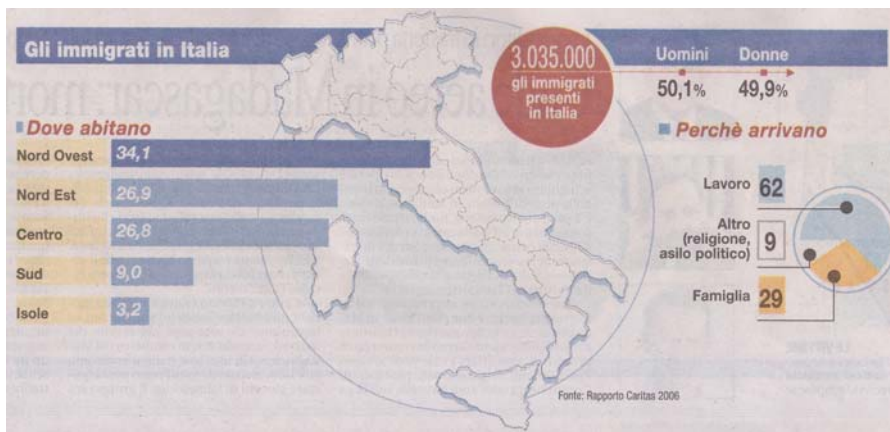 Gli immigrati in Italia
3.035.000
gli immigrati
presenti
in Italia
Uomini Donne
50,1% 49,9%
Dove abitano
Nord Ovest 34,1
Nord Est 26,9
Centro 26,8
Sud 9,0
Isole 3,2
Perchè arrivano
Lavoro 62
Altro
(religione,
asilo politico) 9
Famiglia 29
Fonte: Rapporto Caritas 2006